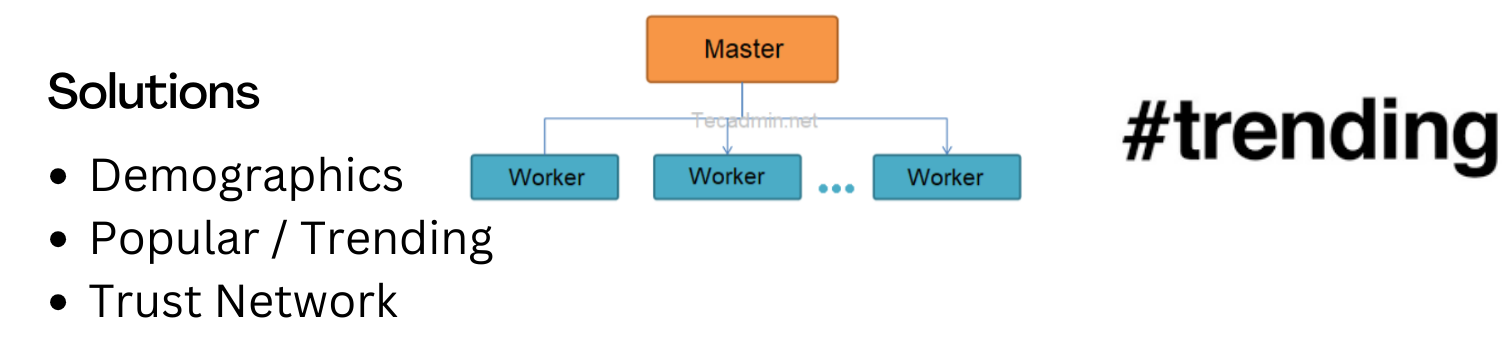 Solutions
• Demographics
• Popular / Trending
• Trust Network
Master
Tecadmin.net
Worker
Worker
Worker
#trending